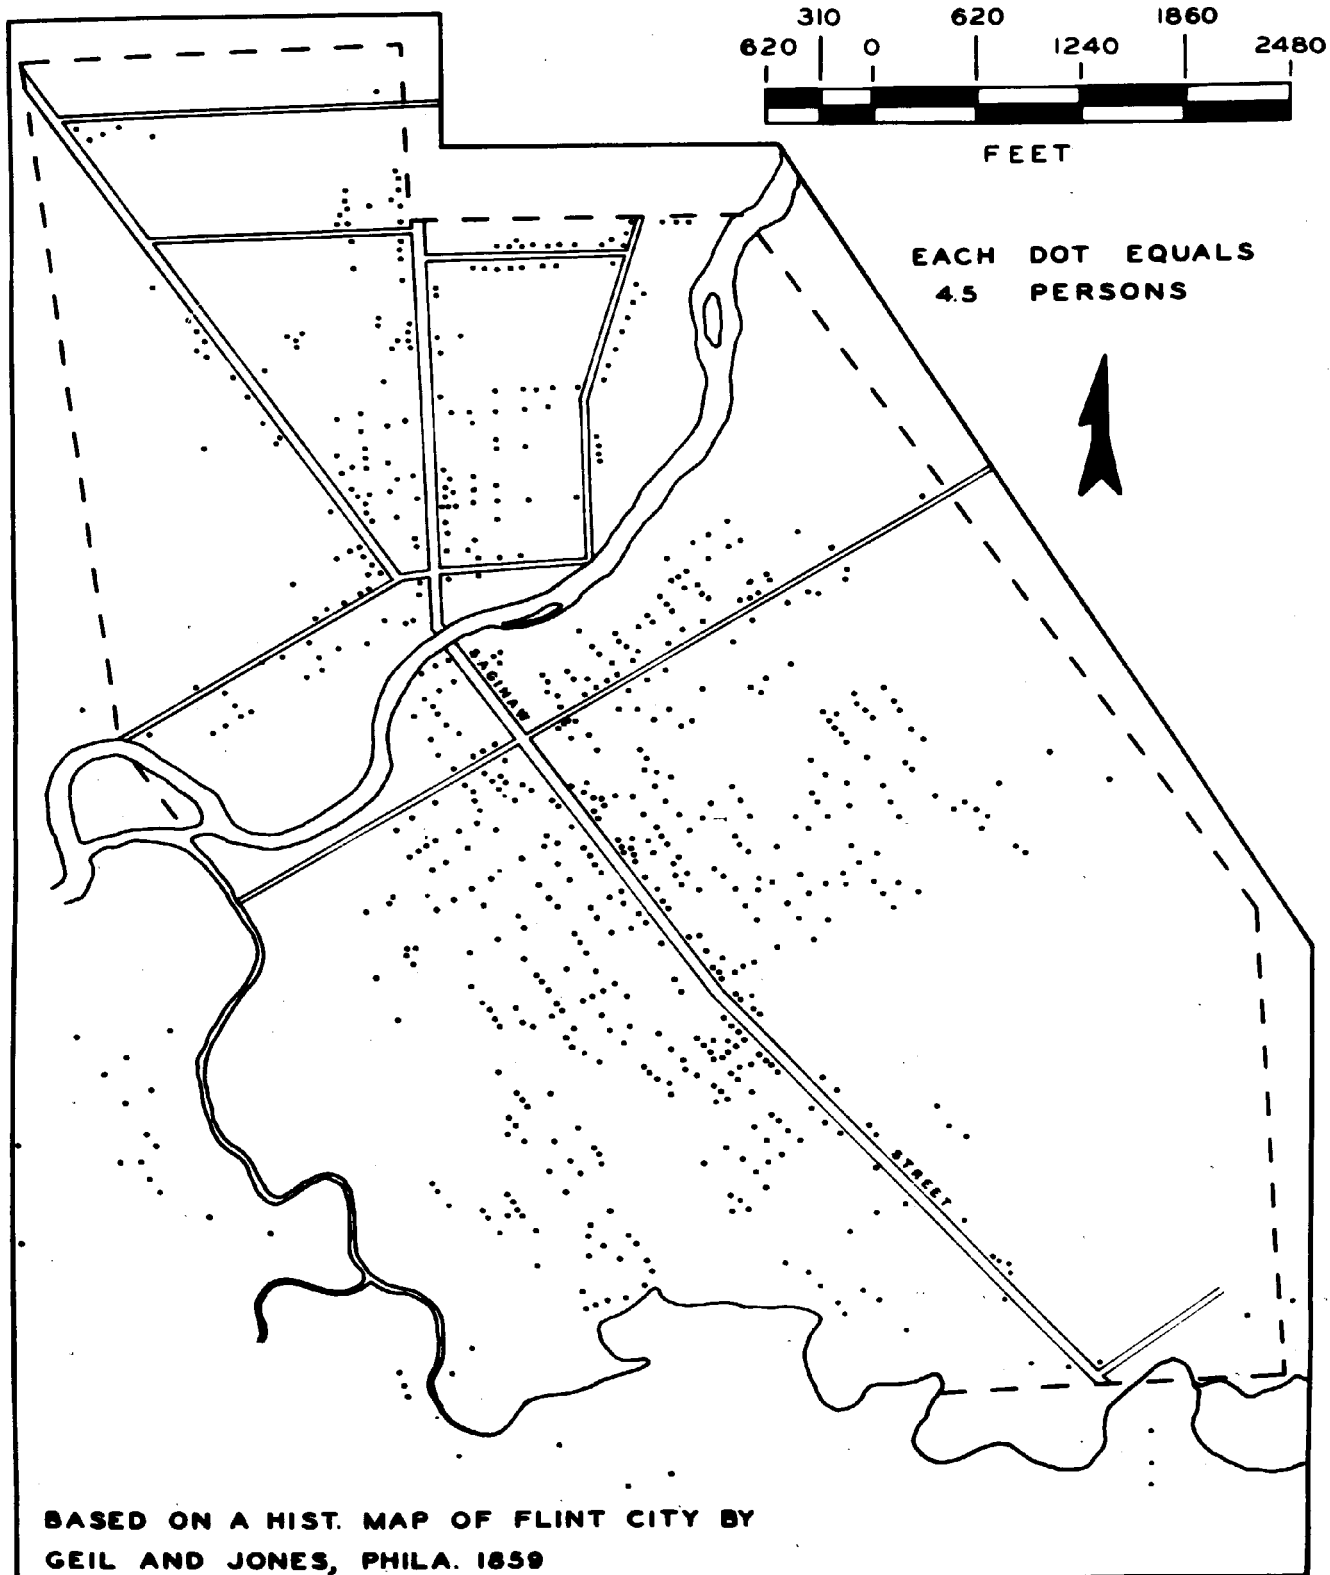 310 620 1860
620 0 1240 2480
FEET
EACH DOT EQUALS
4.5 PERSONS
SAGINAW
STREET
BASED ON A HIST. MAP OF FLINT CITY BY
GEIL AND JONES, PHILA. 1859